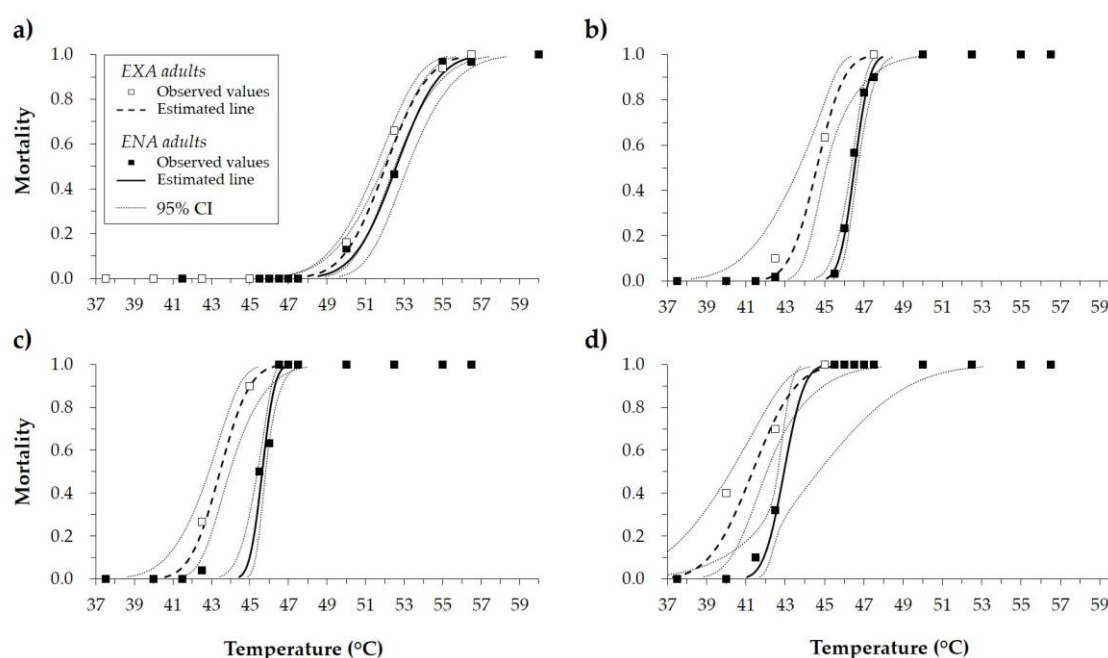 a)
b)
EXA adults
Observed values
Estimated line
ENA adults
Observed values
Estimated line
95% CI
Mortality
1.0
0.8
0.6
0.4
0.2
0.0
37 39 41 43 45 47 49 51 53 55 57 59
1.0
0.8
0.6
0.4
0.2
0.0
37 39 41 43 45 47 49 51 53 55 57 59
c)
d)
Mortality
1.0
0.8
0.6
0.4
0.2
0.0
37 39 41 43 45 47 49 51 53 55 57 59
Temperature (ºC)
1.0
0.8
0.6
0.4
0.2
0.0
37 39 41 43 45 47 49 51 53 55 57 59
Temperature (ºC)